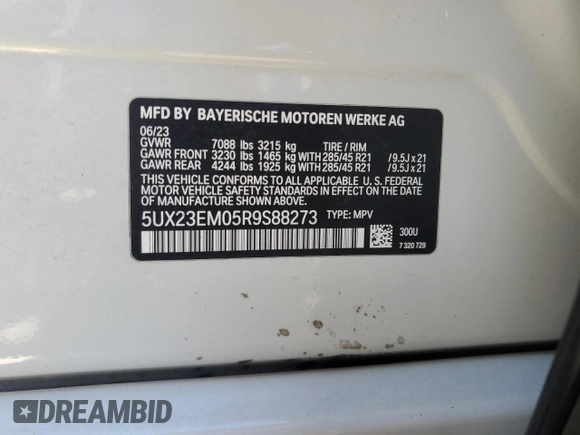 MFD BY BAYERISCHE MOTOREN WERKE AG
06/23
GVWR 7088 lbs 3215 kg TIRE / RIM
GAWR FRONT 3230 lbs 1465 kg WITH 285/45 R21 /9.5J x 21
GAWR REAR 4244 lbs 1925 kg WITH 285/45 R21 /9.5J x 21
THIS VEHICLE CONFORMS TO ALL APPLICABLE U. S. FEDERAL
MOTOR VEHICLE SAFETY STANDARDS IN EFFECT ON THE DATE
OF MANUFACTURE SHOWN ABOVE.
5UX23EM05R9S88273 TYPE: MPV
300U
7 320 729
DREAMBID